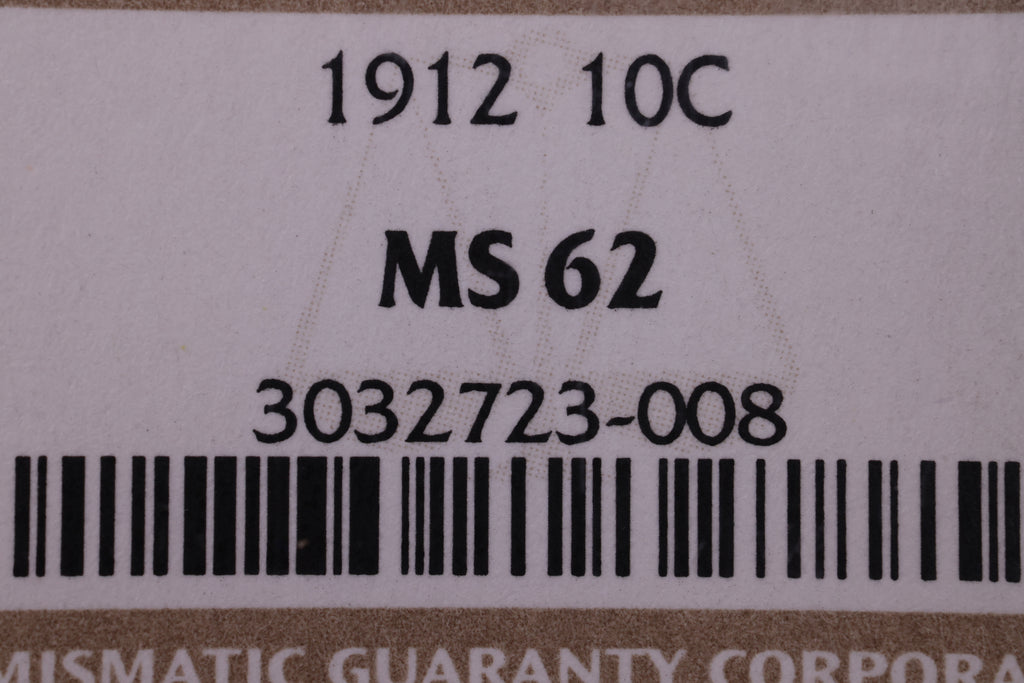 1912 10C
MS 62
3032723-008
MISMATIC GUARANTY CORPORA